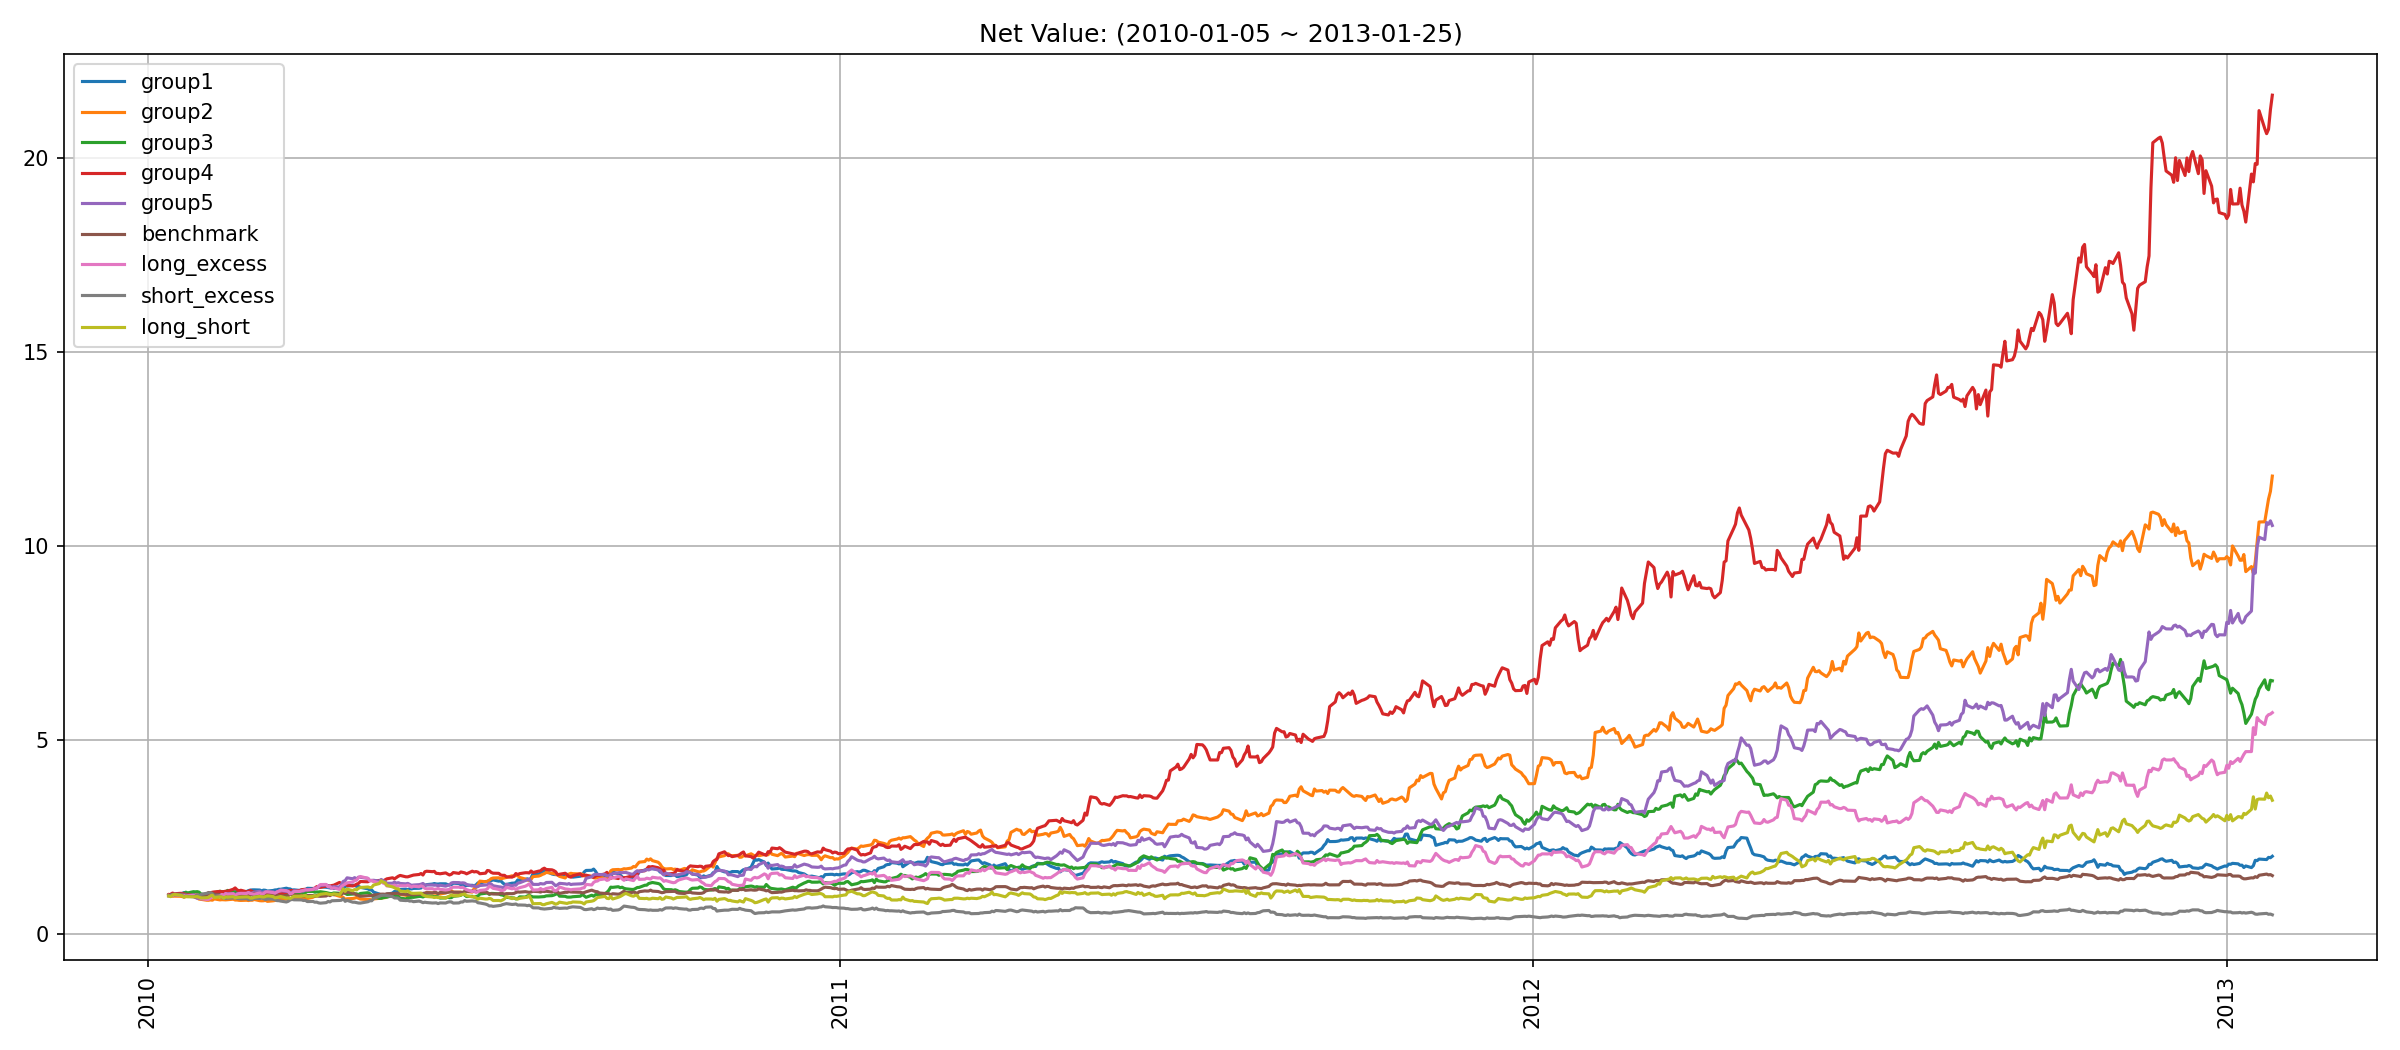 Net Value: (2010-01-05 ~ 2013-01-25)
group1
group2
group3
group4
group5
benchmark
long_excess
short_excess
long_short
20
15
10
5
0
2010
2011
2012
2013